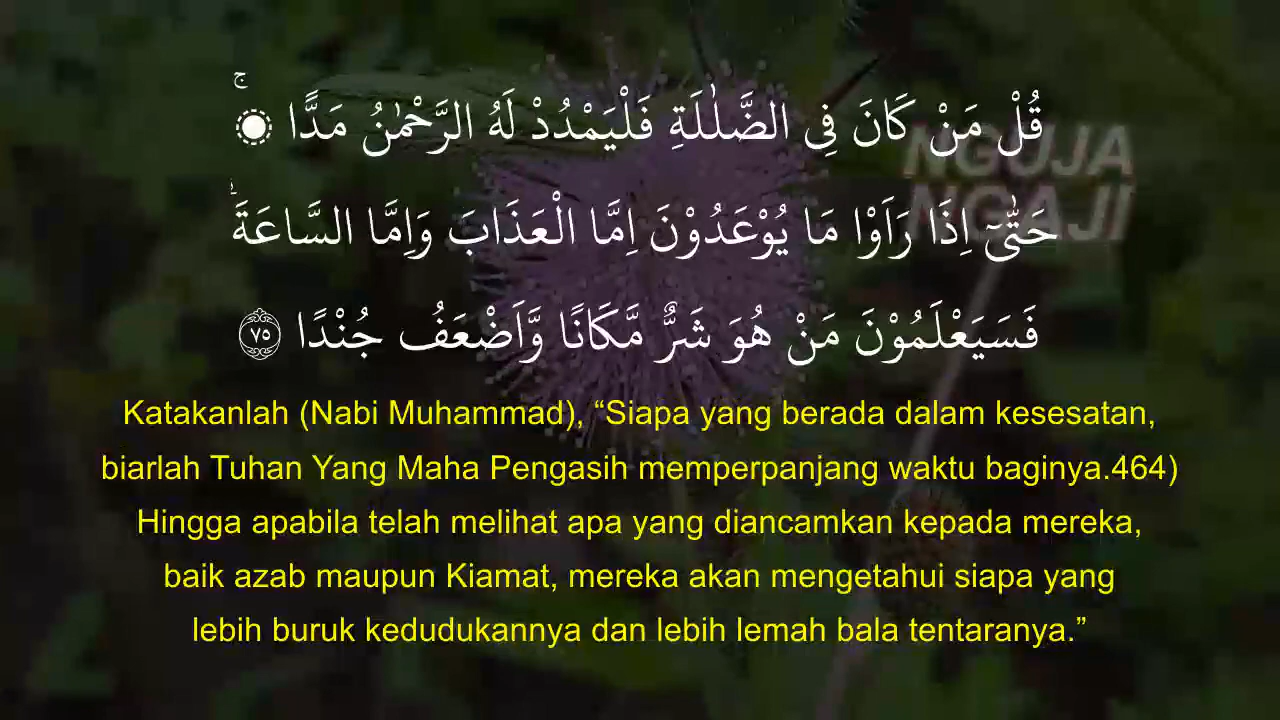 قُلْ مَنْ كَانَ فِى الضَّلٰلَةِ فَلْيَمْدُدْ لَهُ الرَّحْمٰنُ مَدًّا ەۚ
حَتّٰىٓ اِذَا رَاَوْا مَا يُوْعَدُوْنَ اِمَّا الْعَذَابَ وَاِمَّا السَّاعَةَۗ
فَسَيَعْلَمُوْنَ مَنْ هُوَ شَرٌّ مَّكَانًا وَّاَضْعَفُ جُنْدًا ٧٥
NGUJA
NGAJI
Katakanlah (Nabi Muhammad), “Siapa yang berada dalam kesesatan,
biarlah Tuhan Yang Maha Pengasih memperpanjang waktu baginya.464)
Hingga apabila telah melihat apa yang diancamkan kepada mereka,
baik azab maupun Kiamat, mereka akan mengetahui siapa yang
lebih buruk kedudukannya dan lebih lemah bala tentaranya.”